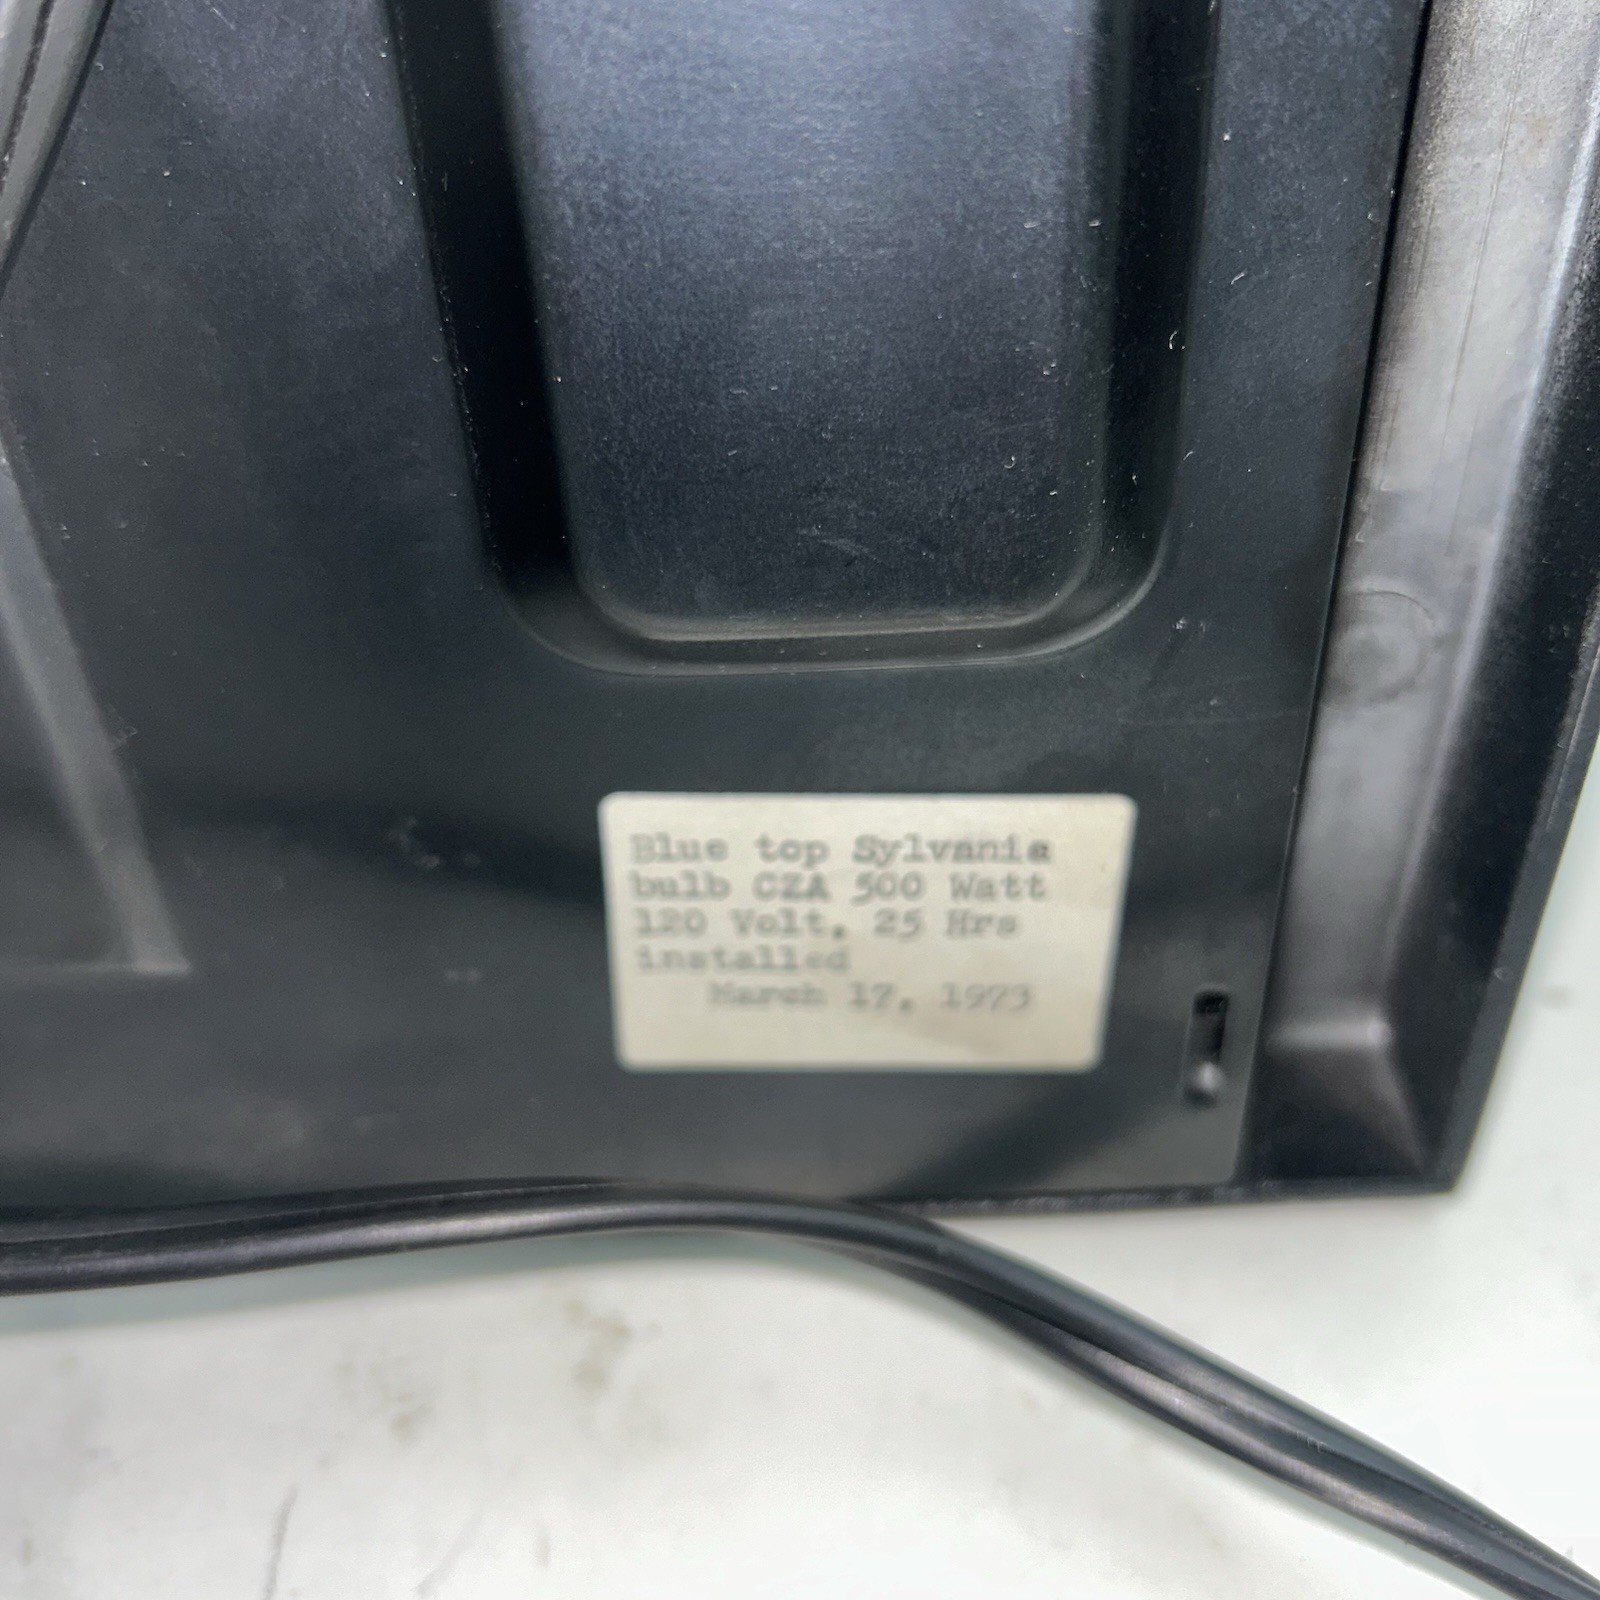 Blue top Sylvania
bulb CZA 500 Watt
120 Volt, 25 Hrs
installed
March 17, 1973